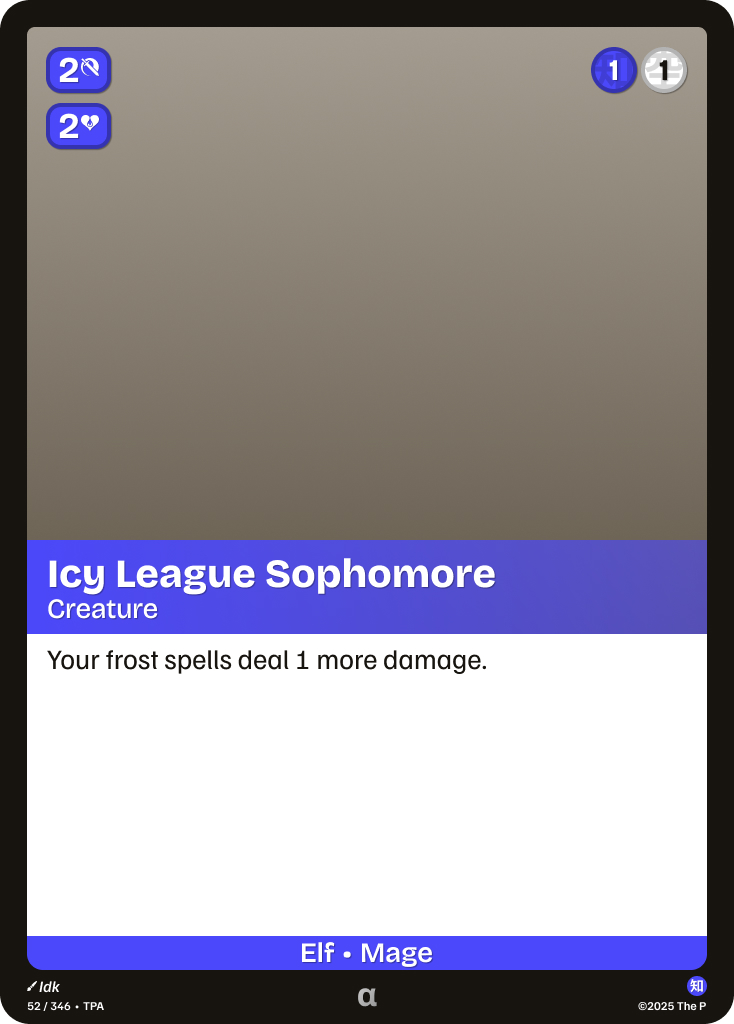 2
1 1
2
Icy League Sophomore
Creature
Your frost spells deal 1 more damage.
Elf • Mage
Idk
52 / 346 • TPA
α
知
©2025 The P